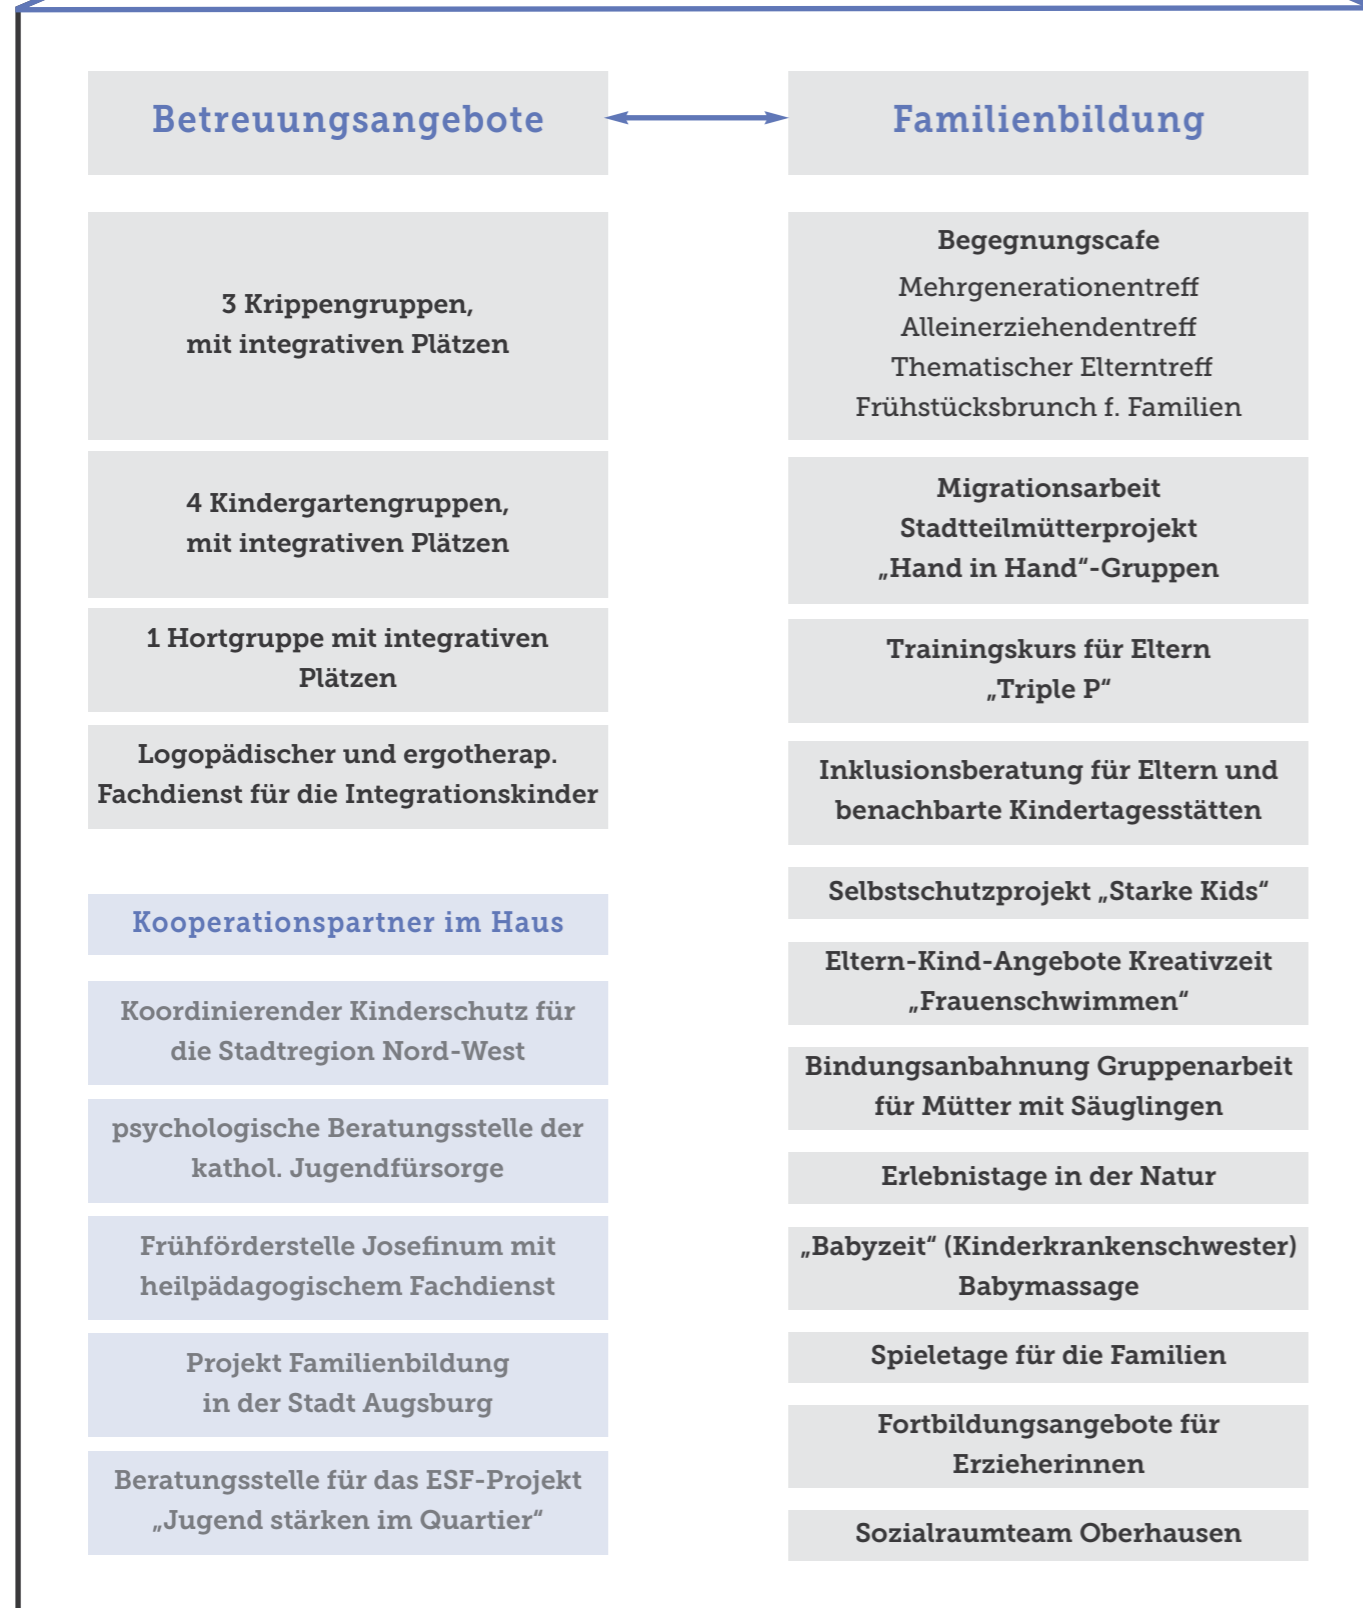 Betreuungsangebote
3 Krippengruppen,
mit integrativen Plätzen
4 Kindergartengruppen,
mit integrativen Plätzen
1 Hortgruppe mit integrativen
Plätzen
Logopädischer und ergotherap.
Fachdienst für die Integrationskinder
Kooperationspartner im Haus
Koordinierender Kinderschutz für
die Stadtregion Nord-West
psychologische Beratungsstelle der
kathol. Jugendfürsorge
Frühförderstelle Josefinum mit
heilpädagogischem Fachdienst
Projekt Familienbildung
in der Stadt Augsburg
Beratungsstelle für das ESF-Projekt
„Jugend stärken im Quartier“
Familienbildung
Begegnungscafe
Mehrgenerationentreff
Alleinerziehendentreff
Thematischer Elterntreff
Frühstücksbrunch f. Familien
Migrationsarbeit
Stadtteilmütterprojekt
„Hand in Hand“-Gruppen
Trainingskurs für Eltern
„Triple P“
Inklusionsberatung für Eltern und
benachbarte Kindertagesstätten
Selbstschutzprojekt „Starke Kids“
Eltern-Kind-Angebote Kreativzeit
„Frauenschwimmen“
Bindungsanbahnung Gruppenarbeit
für Mütter mit Säuglingen
Erlebnistage in der Natur
„Babyzeit“ (Kinderkrankenschwester)
Babymassage
Spieletage für die Familien
Fortbildungsangebote für
Erzieherinnen
Sozialraumteam Oberhausen